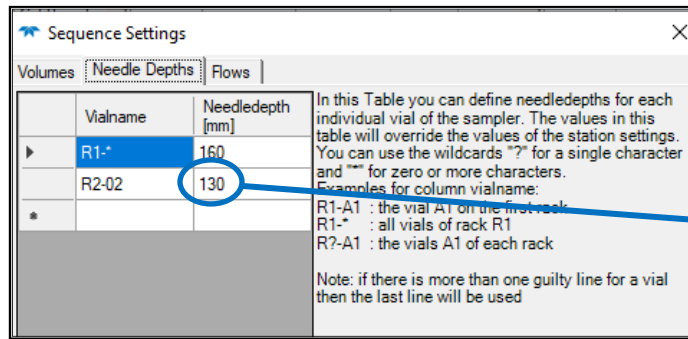 Sequence Settings
Volumes Needle Depths Flows
Vialname Needledepth [mm]
R1-* 160
R2-02 130
In this Table you can define needledepths for each
individual vial of the sampler. The values in this
table will override the values of the station settings.
You can use the wildcards "?" for a single character
and "*" for zero or more characters.
Examples for column vialname:
R1-A1 : the vial A1 on the first rack
R1-* : all vials of rack R1
R?-A1 : the vials A1 of each rack
Note: if there is more than one guilty line for a vial
then the last line will be used